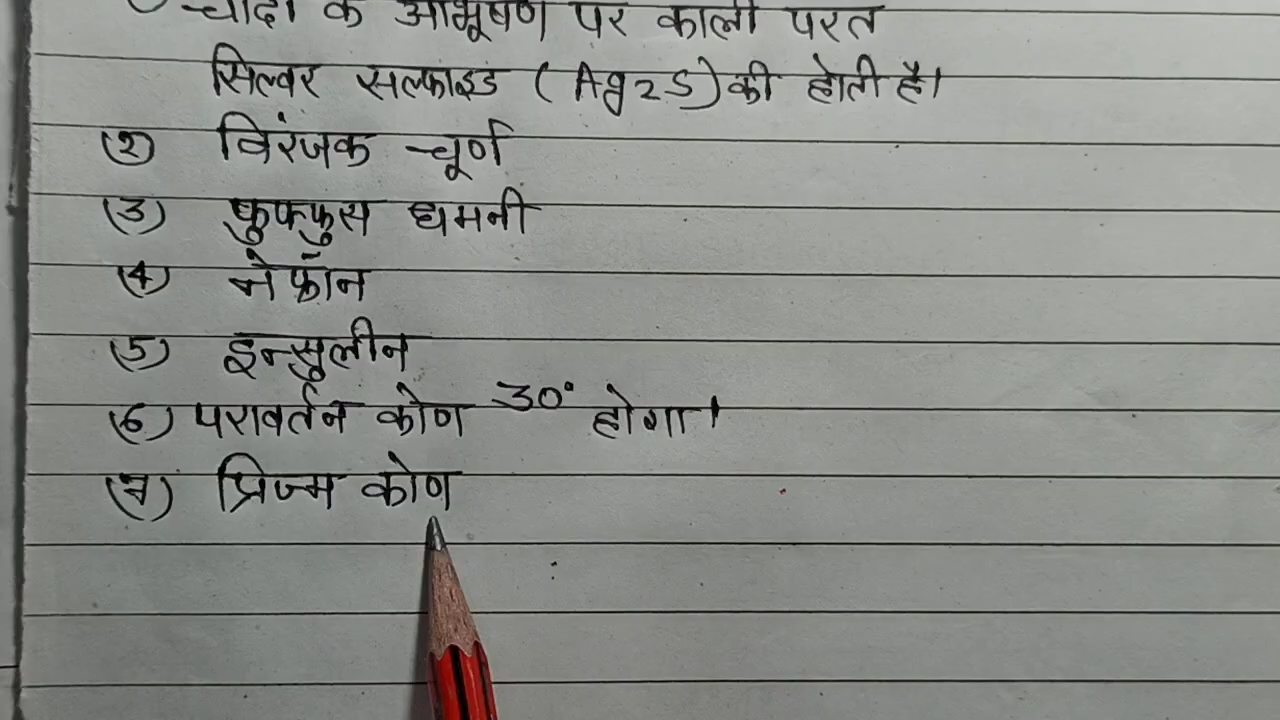 चांदी के आभूषण पर काली परत
सिल्वर सल्फाइड (Ag2S) की होती है।
(2) विरंजक चूर्ण
(3) फुफ्फुस धमनी
(4) नेफ्रॉन
(5) इन्सुलीन
(6) परावर्तन कोण 30° होगा।
(7) प्रिज्म कोण